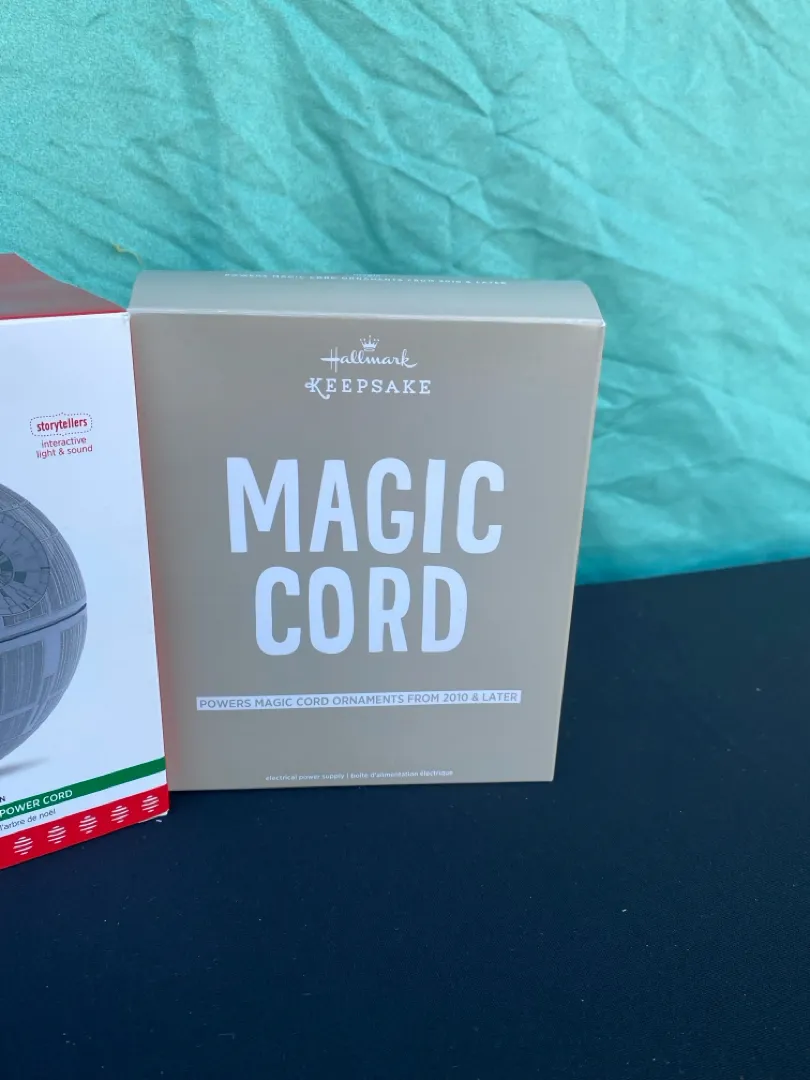 storytellers
interactive
light & sound
N
POWER CORD
l'arbre de noël
POWERS MAGIC CORD ORNAMENTS FROM 2010 & LATER
Hallmark
KEEPSAKE
MAGIC
CORD
POWERS MAGIC CORD ORNAMENTS FROM 2010 & LATER
electrical power supply | boîte d'alimentation électrique